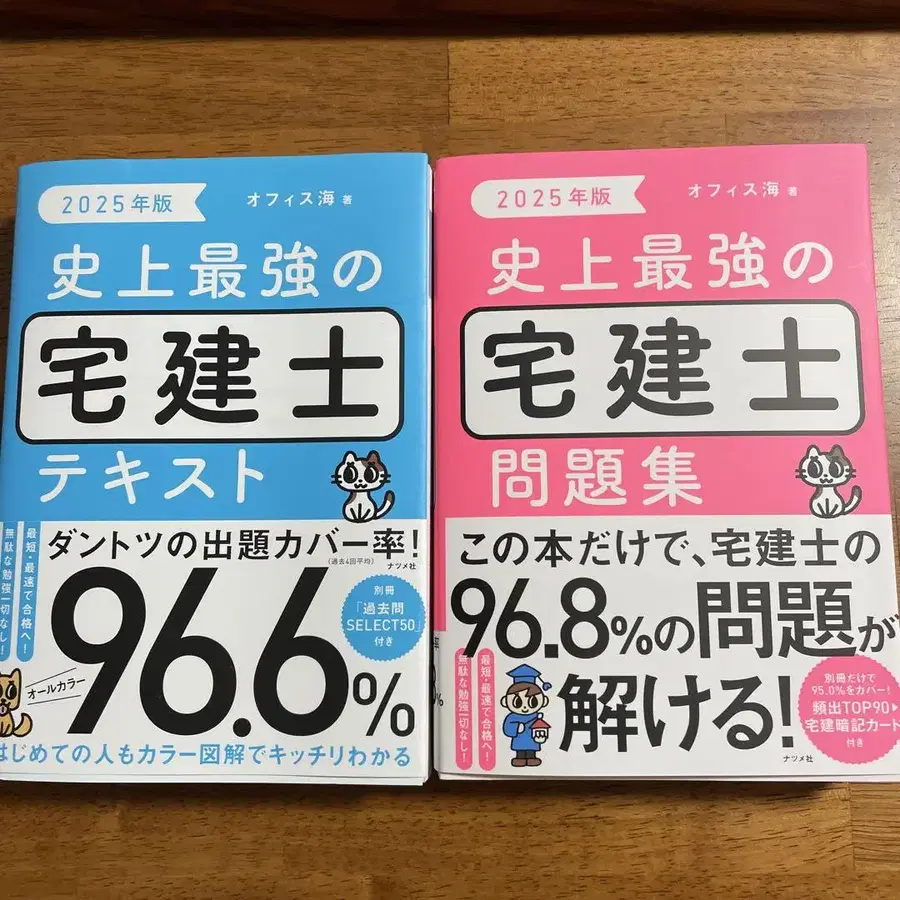 2025年版
オフィス海 著
史上最強の
宅建士
テキスト
ダントツの出題カバー率!
(過去4回平均)
ナツメ社
最短・最速で合格へ!
無駄な勉強一切なし!
96.6%
別冊
「過去問
SELECT50」
付き
オールカラー
はじめての人もカラー図解でキッチリわかる
2025年版
オフィス海 著
史上最強の
宅建士
問題集
この本だけで、宅建士の
96.8%の問題が
解ける!
最短・最速で合格へ!
無駄な勉強一切なし!
別冊だけで
95.0%をカバー!
頻出TOP90
宅建暗記カード
付き
ナツメ社